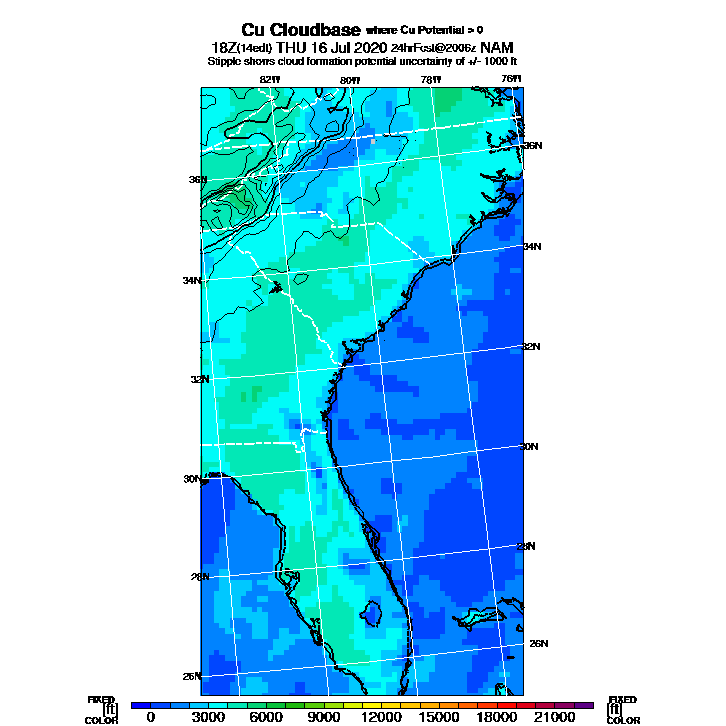 Cu Cloudbase where Cu Potential > 0
18Z(14edt) THU 16 Jul 2020 24hrFcst@2006z NAM
Stipple shows cloud formation potential uncertainty of +/- 1000 ft
82W 80W 78W 76W
36N
36N
34N
34N
32N
32N
30N
30N
28N
28N
26N
26N
FIXED FIXED
[ft] [ft]
COLOR COLOR
0 3000 6000 9000 12000 15000 18000 21000